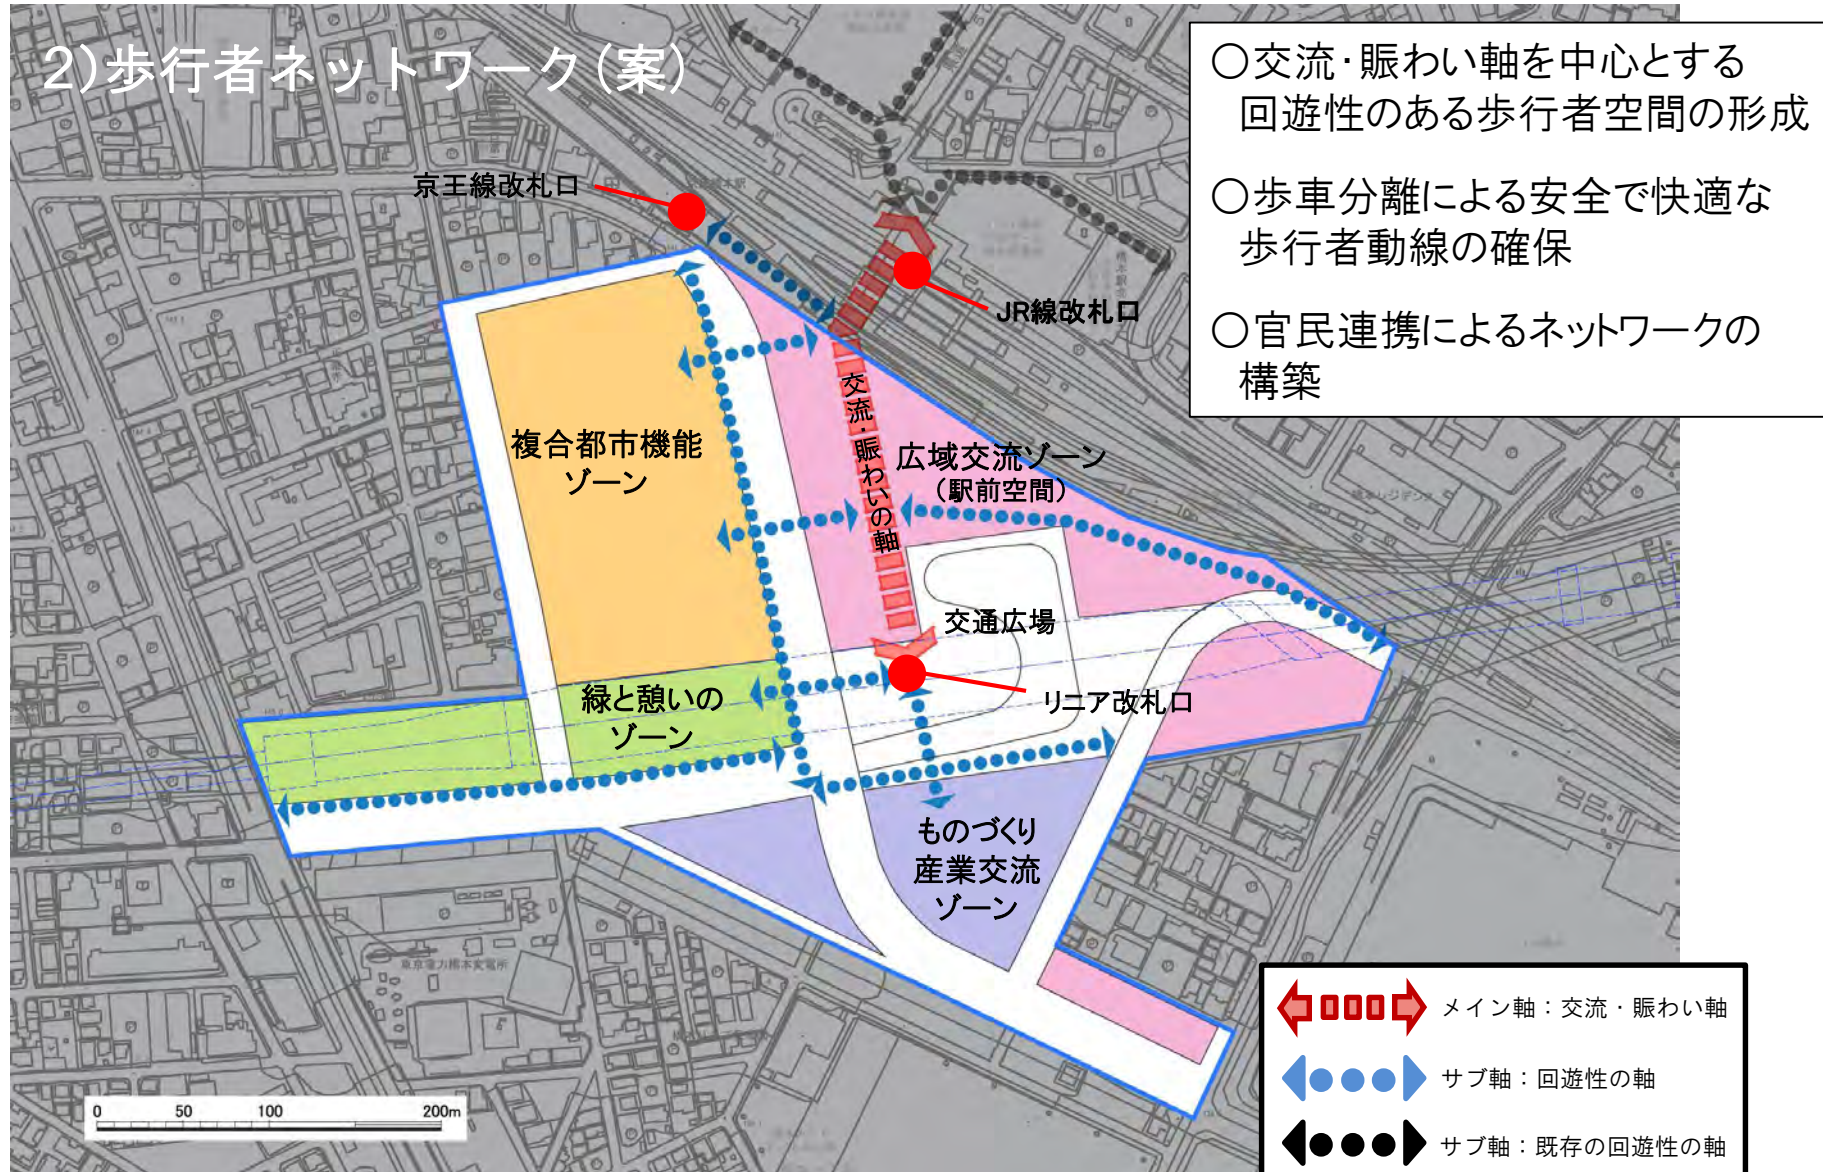 2)歩行者ネットワーク(案)
○交流・賑わい軸を中心とする
回遊性のある歩行者空間の形成
○歩車分離による安全で快適な
歩行者動線の確保
○官民連携によるネットワークの
構築
京王線改札口
JR線改札口
交流・賑わいの軸
複合都市機能
ゾーン
広域交流ゾーン
(駅前空間)
交通広場
緑と憩いの
ゾーン
リニア改札口
ものづくり
産業交流
ゾーン
東京電力橋本変電所
メイン軸:交流・賑わい軸
サブ軸:回遊性の軸
サブ軸:既存の回遊性の軸
0 50 100 200m